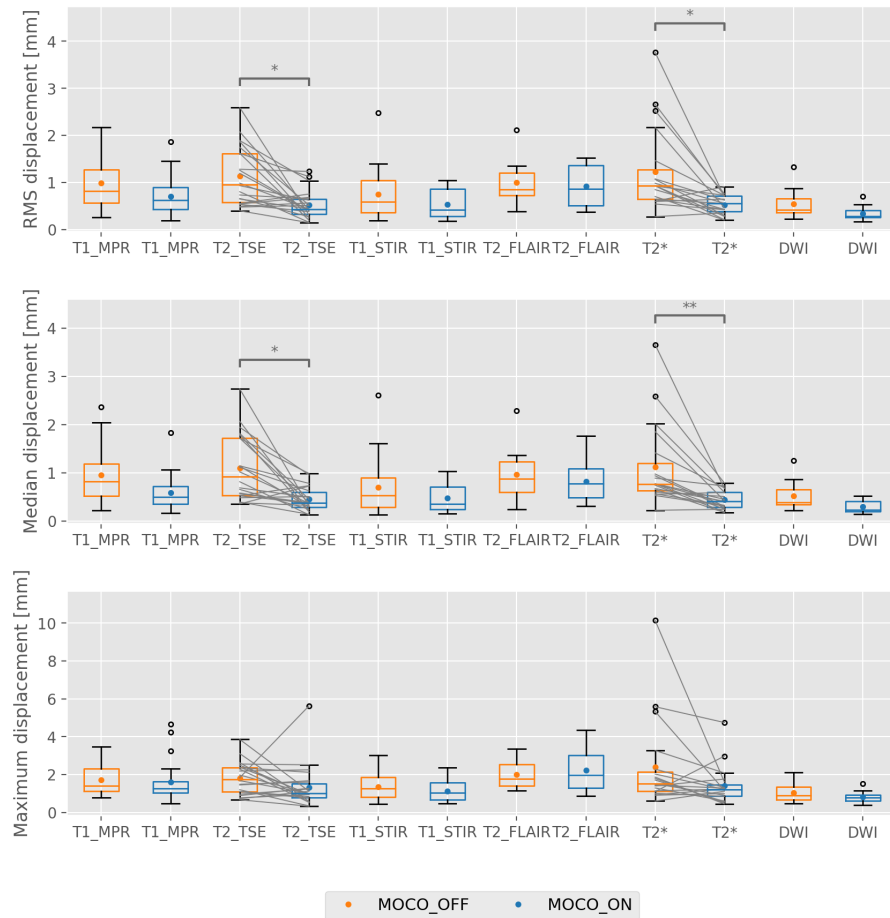 RMS displacement [mm]
4
3
2
1
0
*
*
T1_MPR T1_MPR T2_TSE T2_TSE T1_STIR T1_STIR T2_FLAIR T2_FLAIR T2* T2* DWI DWI
Median displacement [mm]
4
3
2
1
0
*
**
T1_MPR T1_MPR T2_TSE T2_TSE T1_STIR T1_STIR T2_FLAIR T2_FLAIR T2* T2* DWI DWI
Maximum displacement [mm]
10
8
6
4
2
0
T1_MPR T1_MPR T2_TSE T2_TSE T1_STIR T1_STIR T2_FLAIR T2_FLAIR T2* T2* DWI DWI
MOCO_OFF MOCO_ON